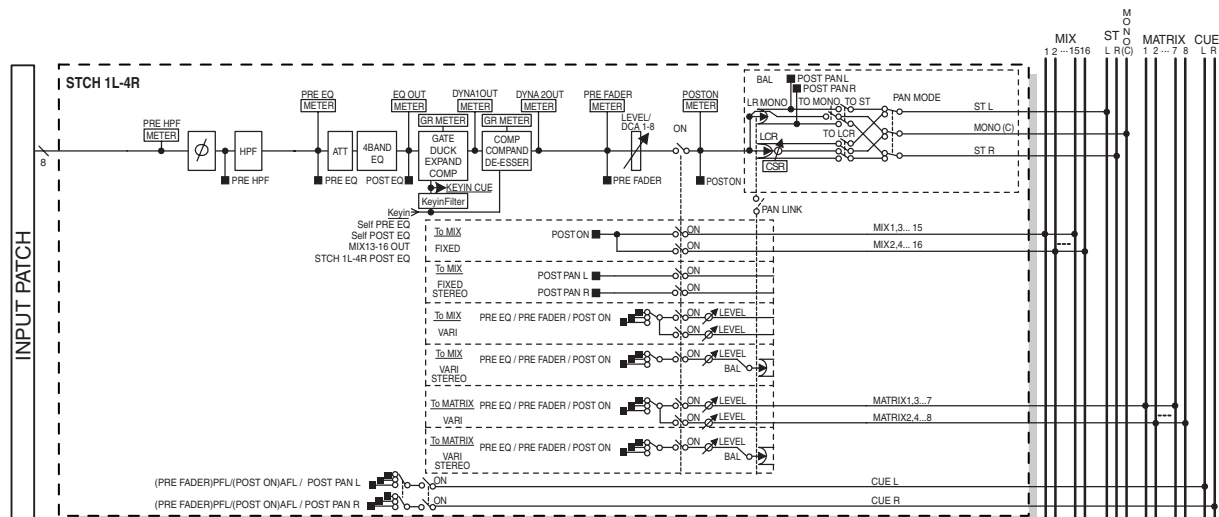 MIX
ST
MONO
MATRIX
CUE
1 2 ··· 15 16
L R (C)
1 2 ··· 7 8
L R
INPUT PATCH
8
STCH 1L-4R
PRE HPF
METER
PRE HPF
HPF
PRE EQ
METER
PRE EQ
ATT
4BAND
EQ
EQ OUT
METER
POST EQ
DYNA1OUT
METER
GR METER
GATE
DUCK
EXPAND
COMP
KEYIN CUE
KeyinFilter
Keyin
Self PRE EQ
Self POST EQ
MIX13-16 OUT
STCH 1L-4R POST EQ
DYNA 2OUT
METER
GR METER
COMP
COMPAND
DE-ESSER
PRE FADER
METER
PRE FADER
LEVEL/
DCA 1-8
ON
POSTON
METER
POSTON
BAL
POST PAN L
POST PAN R
LR MONO
TO MONO
TO ST
PAN MODE
LCR
TO LCR
CSR
ST L
MONO (C)
ST R
PAN LINK
To MIX
FIXED
POSTON
ON
ON
MIX1,3... 15
MIX2,4... 16
To MIX
FIXED
STEREO
POST PAN L
POST PAN R
ON
ON
To MIX
VARI
PRE EQ / PRE FADER / POST ON
ON LEVEL
ON LEVEL
To MIX
VARI
STEREO
PRE EQ / PRE FADER / POST ON
ON LEVEL
BAL
To MATRIX
VARI
PRE EQ / PRE FADER / POST ON
ON LEVEL
ON LEVEL
MATRIX1,3...7
MATRIX2,4...8
To MATRIX
VARI
STEREO
PRE EQ / PRE FADER / POST ON
ON LEVEL
BAL
(PRE FADER)PFL/(POST ON)AFL / POST PAN L
ON
CUE L
(PRE FADER)PFL/(POST ON)AFL / POST PAN R
ON
CUE R